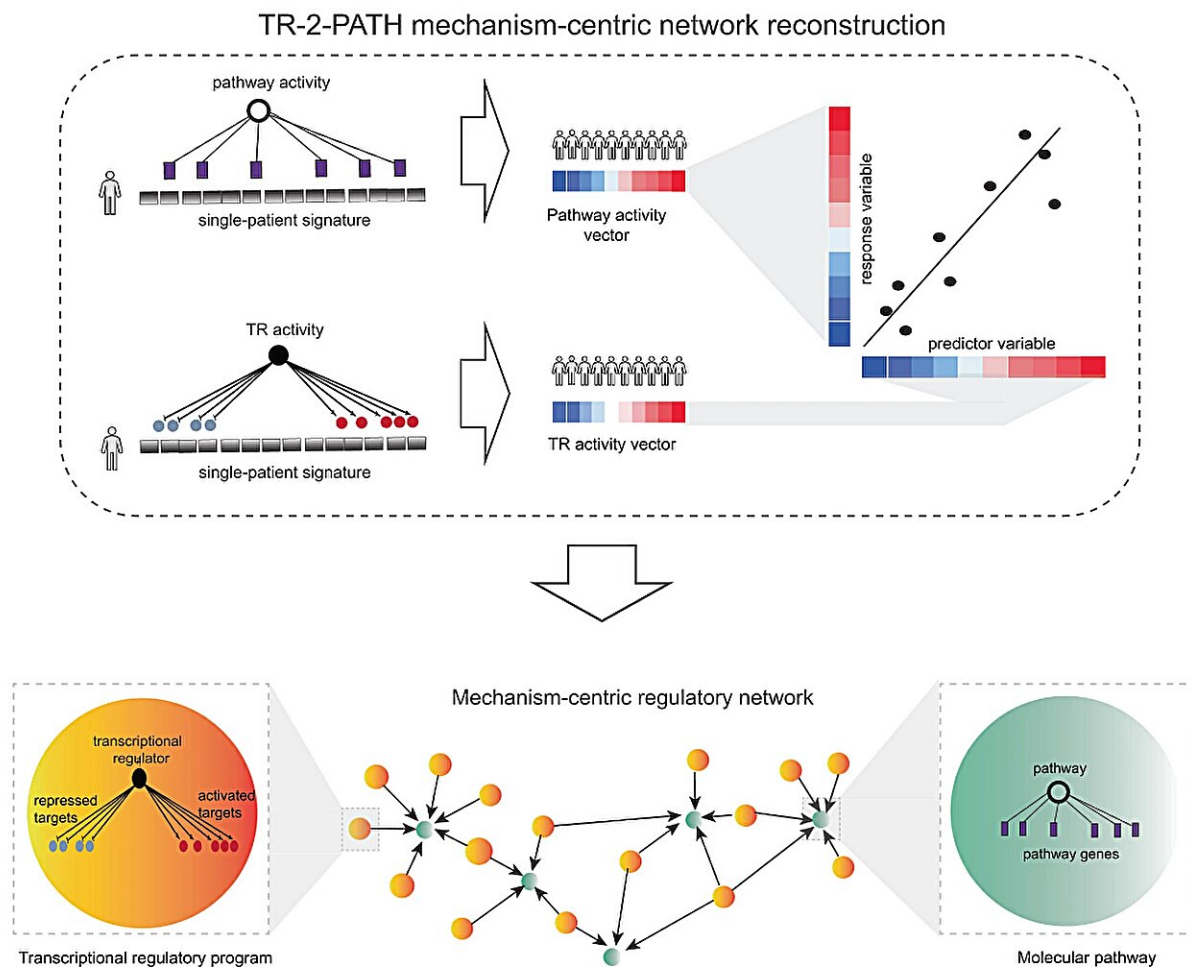 TR-2-PATH mechanism-centric network reconstruction
pathway activity
single-patient signature
Pathway activity
vector
response variable
predictor variable
TR activity
single-patient signature
TR activity vector
Mechanism-centric regulatory network
transcriptional
regulator
repressed
targets
activated
targets
Transcriptional regulatory program
pathway
pathway genes
Molecular pathway